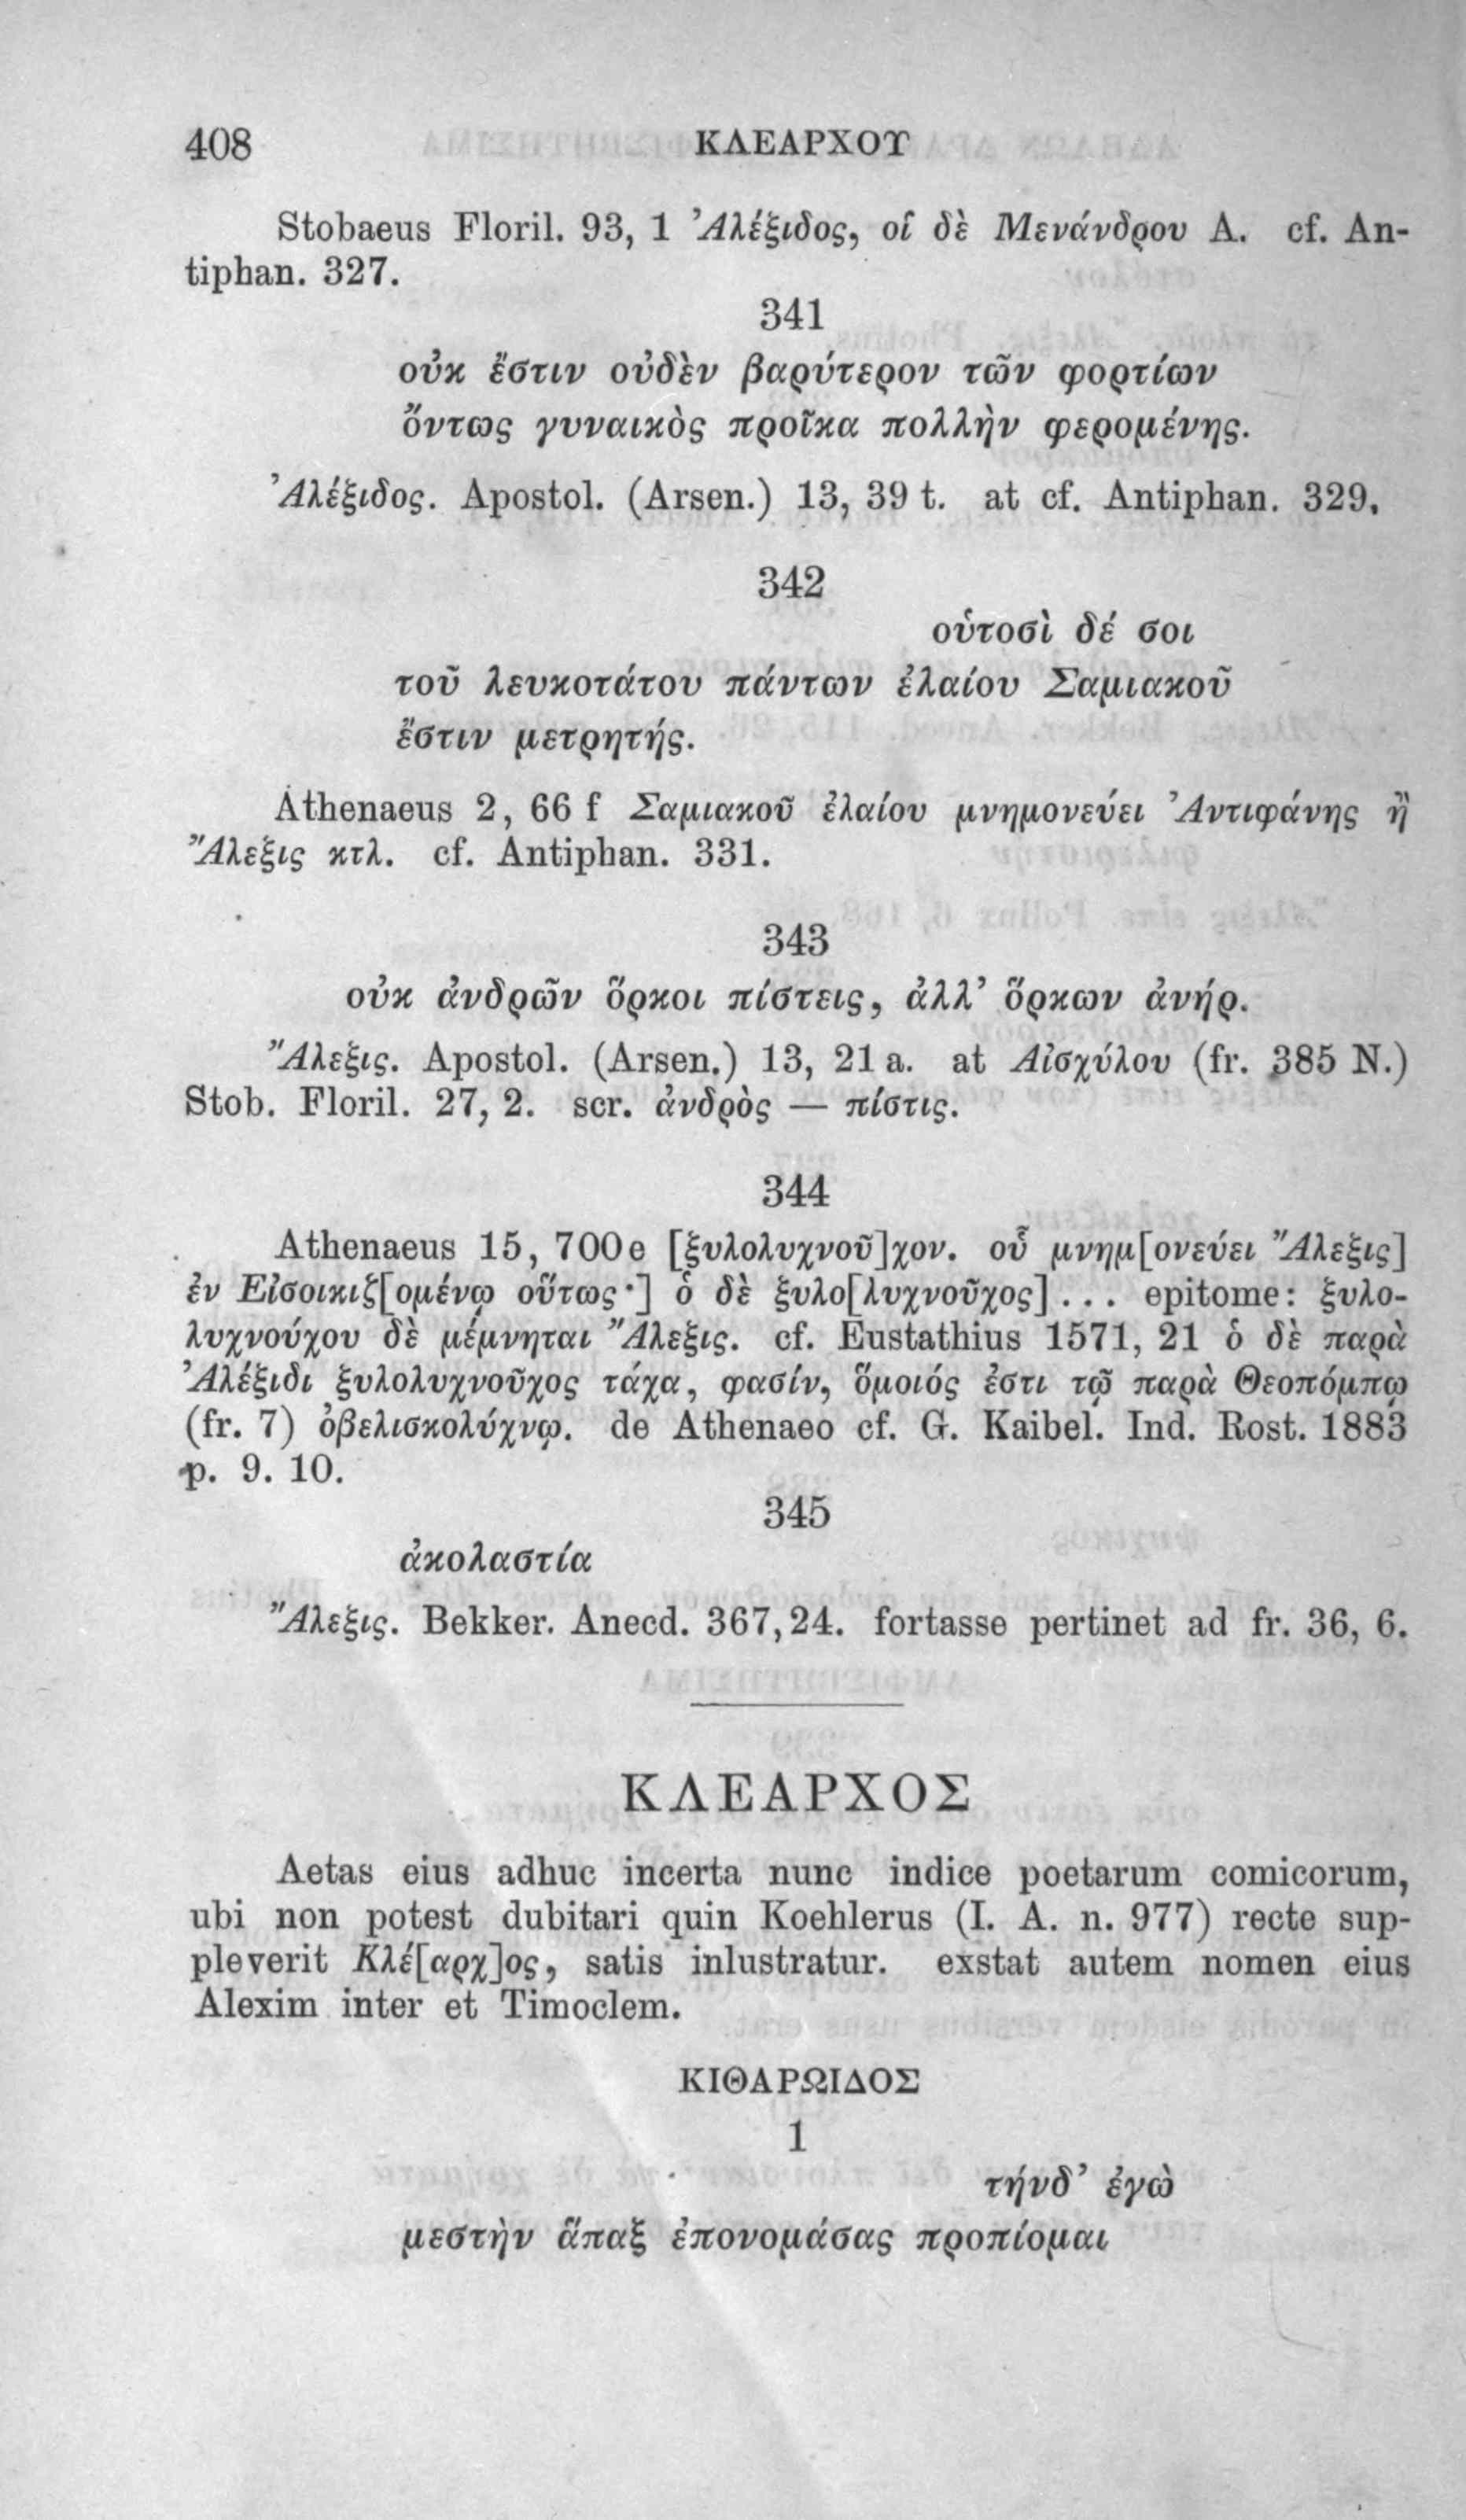 408
ΚΛΕΑΡΧΟΥ
Stobaeus Floril. 93, 1 Ἀλέξιδος, οἱ δὲ Μενάνδρου A. cf. An-
tiphan. 327.
341
οὐκ ἔστιν οὐδὲν βαρύτερον τῶν φορτίων
ὄντως γυναικὸς προῖκα πολλὴν φερομένης.
Ἀλέξιδος. Apostol. (Arsen.) 13, 39 t. at cf. Antiphan. 329.
342
οὑτοσὶ δέ σοι
τοῦ λευκοτάτου πάντων ἐλαίου Σαμιακοῦ
ἔστιν μετρητής.
Athenaeus 2, 66 f Σαμιακοῦ ἐλαίου μνημονεύει Ἀντιφάνης ἢ
Ἄλεξις κτλ. cf. Antiphan. 331.
343
οὐκ ἀνδρῶν ὅρκοι πίστεις, ἀλλ’ ὅρκων ἀνήρ.
Ἄλεξις. Apostol. (Arsen.) 13, 21 a. at Αἰσχύλου (fr. 385 N.)
Stob. Floril. 27, 2. scr. ἀνδρὸς — πίστις.
344
Athenaeus 15, 700e [ξυλολυχνοῦ]χον. οὗ μνημ[ονεύει Ἄλεξις]
ἐν Εἰσοικιζ[ομένῳ οὕτως·] ὁ δὲ ξυλο[λυχνοῦχος] ... epitome: ξυλο-
λυχνούχου δὲ μέμνηται Ἄλεξις. cf. Eustathius 1571, 21 ὁ δὲ παρὰ
Ἀλέξιδι ξυλολυχνοῦχος τάχα, φασίν, ὅμοιός ἐστι τῷ παρὰ Θεοπόμπῳ
(fr. 7) ὀβελισκολύχνῳ. de Athenaeo cf. G. Kaibel. Ind. Rost. 1883
p. 9. 10.
345
ἀκολαστία
Ἄλεξις. Bekker. Anecd. 367, 24. fortasse pertinet ad fr. 36, 6.
ΚΛΕΑΡΧΟΣ
Aetas eius adhuc incerta nunc indice poetarum comicorum,
ubi non potest dubitari quin Koehlerus (I. A. n. 977) recte sup-
pleverit Κλέ[αρχ]ος, satis inlustratur. exstat autem nomen eius
Alexim inter et Timoclem.
ΚΙΘΑΡΩΙΔΟΣ
1
τήνδ’ ἐγὼ
μεστὴν ἅπαξ ἐπονομάσας προπίομαι